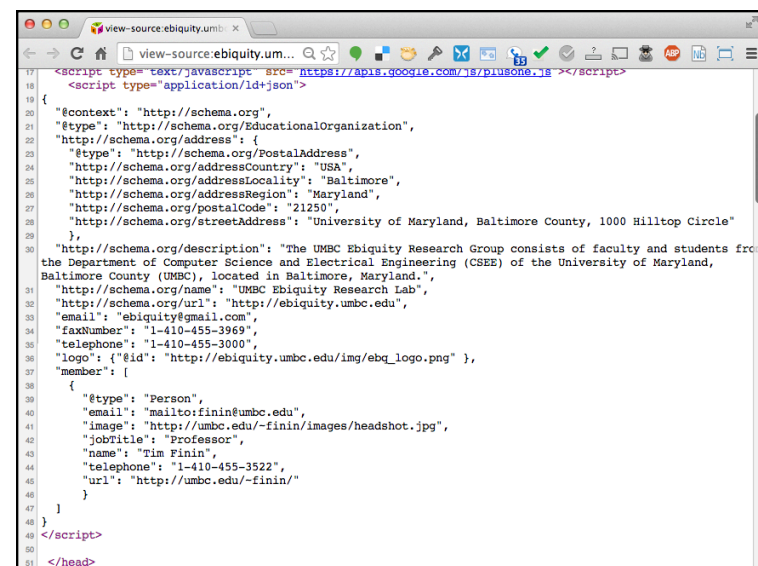 view-source:ebiquity.umb
view-source:ebiquity.um...
35
ABP
Nb
17 <script type="text/javascript" src="https://apis.google.com/js/plusone.js"></script>
18 <script type="application/ld+json">
19 {
20 "@context": "http://schema.org",
21 "@type": "http://schema.org/EducationalOrganization",
22 "http://schema.org/address": {
23 "@type": "http://schema.org/PostalAddress",
24 "http://schema.org/addressCountry": "USA",
25 "http://schema.org/addressLocality": "Baltimore",
26 "http://schema.org/addressRegion": "Maryland",
27 "http://schema.org/postalCode": "21250",
28 "http://schema.org/streetAddress": "University of Maryland, Baltimore County, 1000 Hilltop Circle"
29 },
30 "http://schema.org/description": "The UMBC Ebiquity Research Group consists of faculty and students fro
the Department of Computer Science and Electrical Engineering (CSEE) of the University of Maryland,
Baltimore County (UMBC), located in Baltimore, Maryland.",
31 "http://schema.org/name": "UMBC Ebiquity Research Lab",
32 "http://schema.org/url": "http://ebiquity.umbc.edu",
33 "email": "ebiquity@gmail.com",
34 "faxNumber": "1-410-455-3969",
35 "telephone": "1-410-455-3000",
36 "logo": {"@id": "http://ebiquity.umbc.edu/img/ebq_logo.png" },
37 "member": [
38 {
39 "@type": "Person",
40 "email": "mailto:finin@umbc.edu",
41 "image": "http://umbc.edu/~finin/images/headshot.jpg",
42 "jobTitle": "Professor",
43 "name": "Tim Finin",
44 "telephone": "1-410-455-3522",
45 "url": "http://umbc.edu/~finin/"
46 }
47 ]
48 }
49 </script>
50
51 </head>